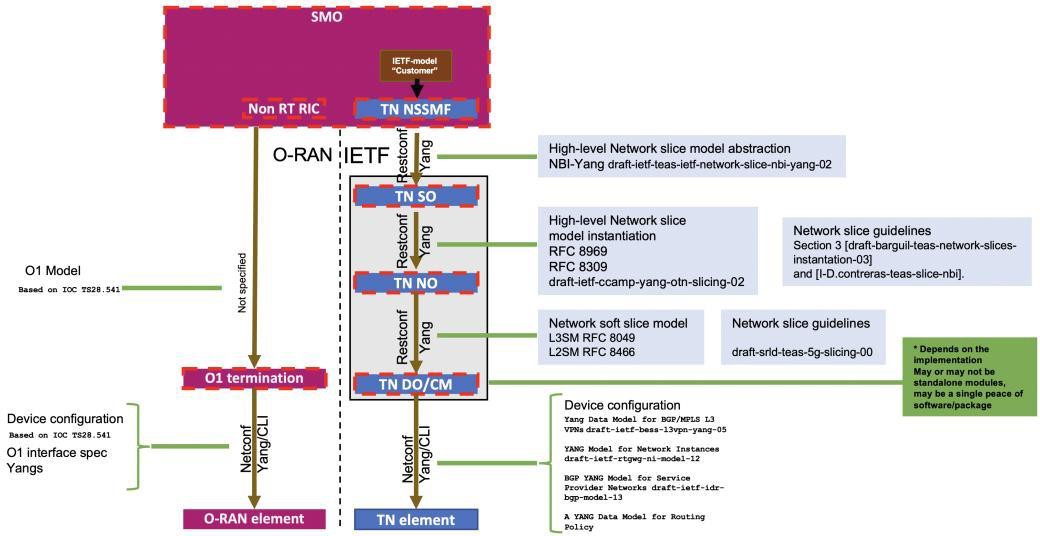 SMO
IETF-model
“Customer”
Non RT RIC
TN NSSMF
O-RAN
IETF
Restconf
Yang
High-level Network slice model abstraction
NBI-Yang draft-ietf-teas-ietf-network-slice-nbi-yang-02
TN SO
Restconf
Yang
High-level Network slice
model instantiation
RFC 8969
RFC 8309
draft-ietf-ccamp-yang-otn-slicing-02
Network slice guidelines
Section 3 [draft-barguil-teas-network-slices-
instantation-03]
and [I-D.contreras-teas-slice-nbi].
O1 Model
Based on IOC TS28.541
Not specified
TN NO
Restconf
Yang
Network soft slice model
L3SM RFC 8049
L2SM RFC 8466
Network slice guidelines
draft-srld-teas-5g-slicing-00
* Depends on the
implementation
May or may not be
standalone modules,
may be a single peace of
software/package
O1 termination
TN DO/CM
Device configuration
Based on IOC TS28.541
O1 interface spec
Yangs
Netconf
Yang/CLI
Netconf
Yang/CLI
Device configuration
Yang Data Model for BGP/MPLS L3
VPNs draft-ietf-bess-l3vpn-yang-05
YANG Model for Network Instances
draft-ietf-rtgwg-ni-model-12
BGP YANG Model for Service
Provider Networks draft-ietf-idr-
bgp-model-13
A YANG Data Model for Routing
Policy
O-RAN element
TN element